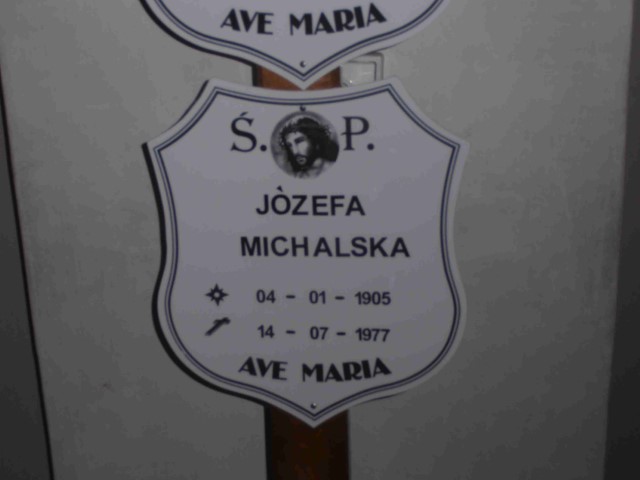 AVE MARIA
Ś. P.
JÒZEFA
MICHALSKA
04 - 01 - 1905
14 - 07 - 1977
AVE MARIA